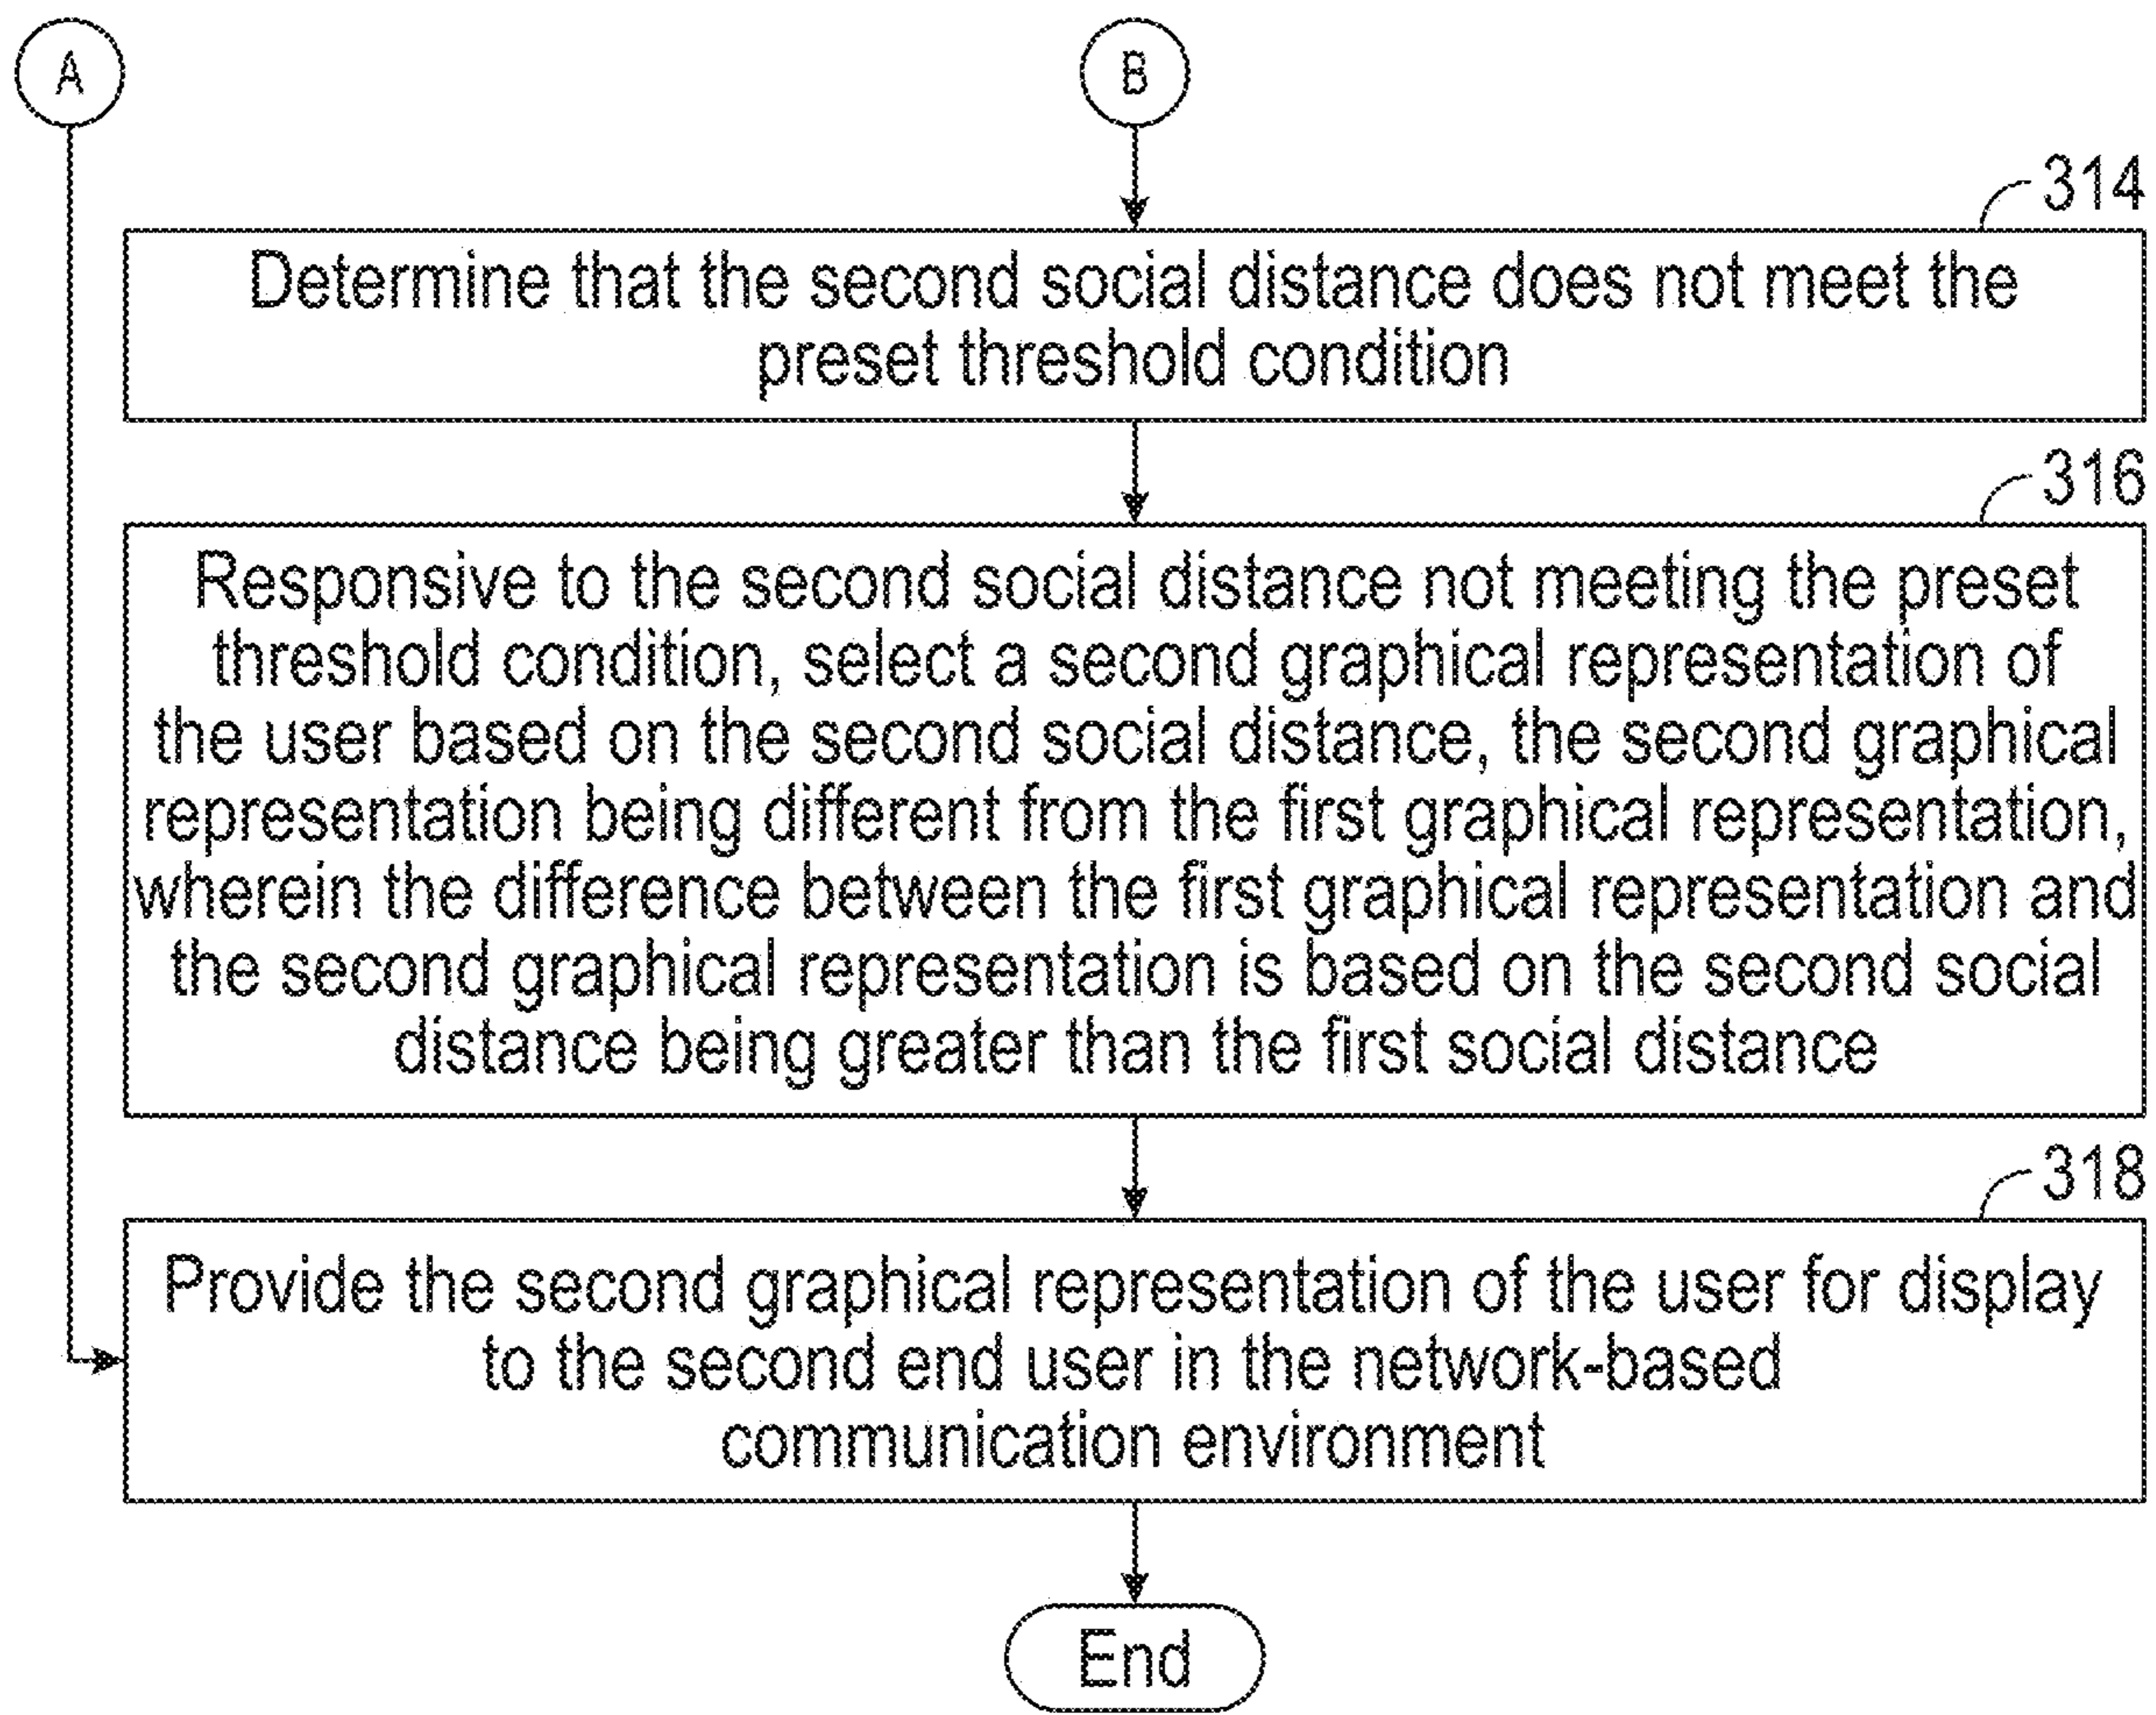 A
B
314
Determine that the second social distance does not meet the
preset threshold condition
316
Responsive to the second social distance not meeting the preset
threshold condition, select a second graphical representation of
the user based on the second social distance, the second graphical
representation being different from the first graphical representation,
wherein the difference between the first graphical representation and
the second graphical representation is based on the second social
distance being greater than the first social distance
318
Provide the second graphical representation of the user for display
to the second end user in the network-based
communication environment
End